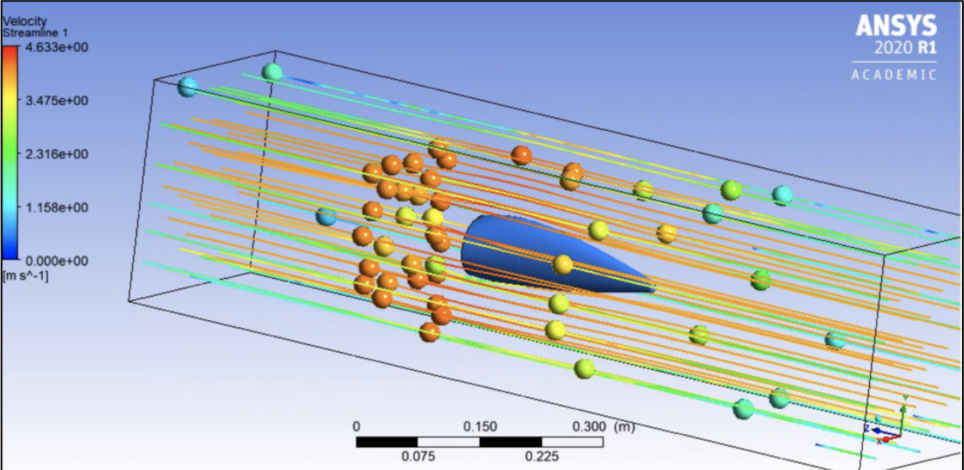 Velocity
Streamline 1
4.633e+00
3.475e+00
2.316e+00
1.158e+00
0.000e+00
[m s^-1]
ANSYS
2020 R1
ACADEMIC
0 0.150 0.300 (m)
0.075 0.225
Y
Z
X